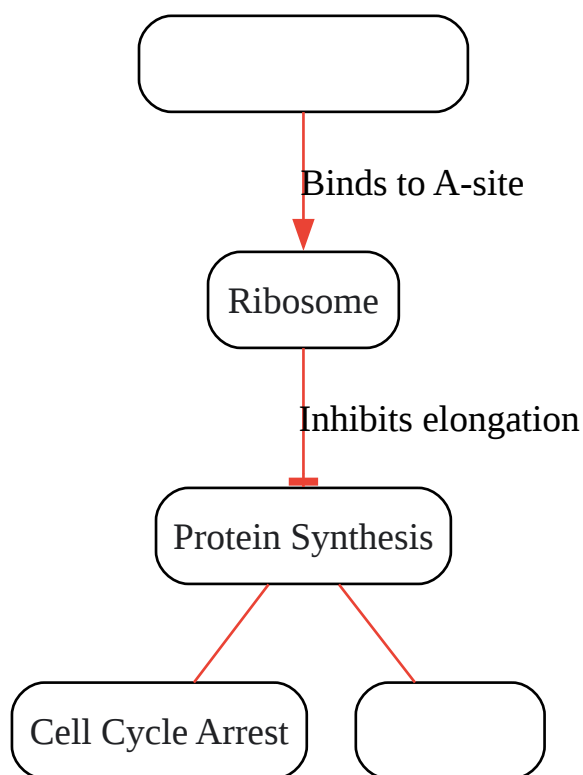 Binds to A-site
Ribosome
Inhibits elongation
Protein Synthesis
Cell Cycle Arrest